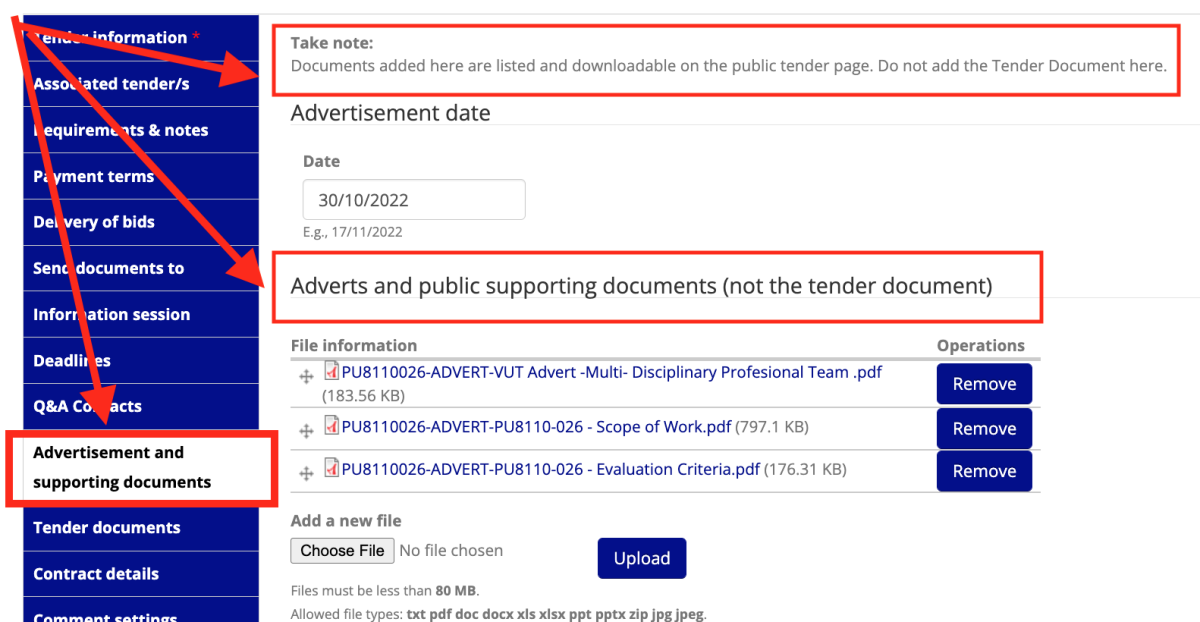 Tender information *
Associated tender/s
Requirements & notes
Payment terms
Delivery of bids
Send documents to
Information session
Deadlines
Q&A Contacts
Advertisement and
supporting documents
Tender documents
Contract details
Comment settings
Take note:
Documents added here are listed and downloadable on the public tender page. Do not add the Tender Document here.
Advertisement date
Date
30/10/2022
E.g., 17/11/2022
Adverts and public supporting documents (not the tender document)
File information Operations
PU8110026-ADVERT-VUT Advert -Multi- Disciplinary Profesional Team .pdf
(183.56 KB)
Remove
PU8110026-ADVERT-PU8110-026 - Scope of Work.pdf (797.1 KB) Remove
PU8110026-ADVERT-PU8110-026 - Evaluation Criteria.pdf (176.31 KB) Remove
Add a new file
Choose File No file chosen Upload
Files must be less than 80 MB.
Allowed file types: txt pdf doc docx xls xlsx ppt pptx zip jpg jpeg.